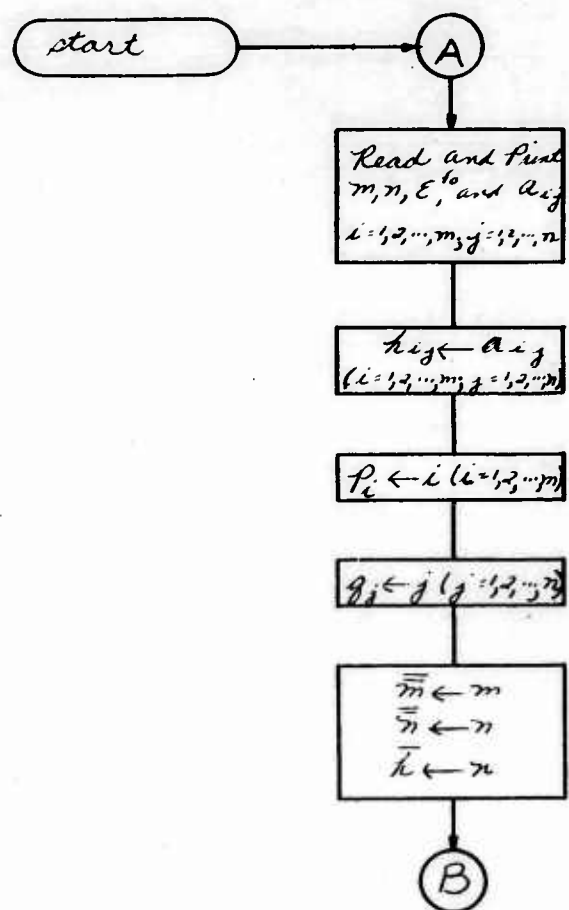 start
A
Read and Print
m, n, ε, to and aij
i=1,2,...,m; j=1,2,...,n
hij ← aij
(i=1,2,...,m; j=1,2,...,n)
Pi ← i (i=1,2,...,m)
qj ← j (j=1,2,...,n)
m̿ ← m
n̿ ← n
k̄ ← n
B